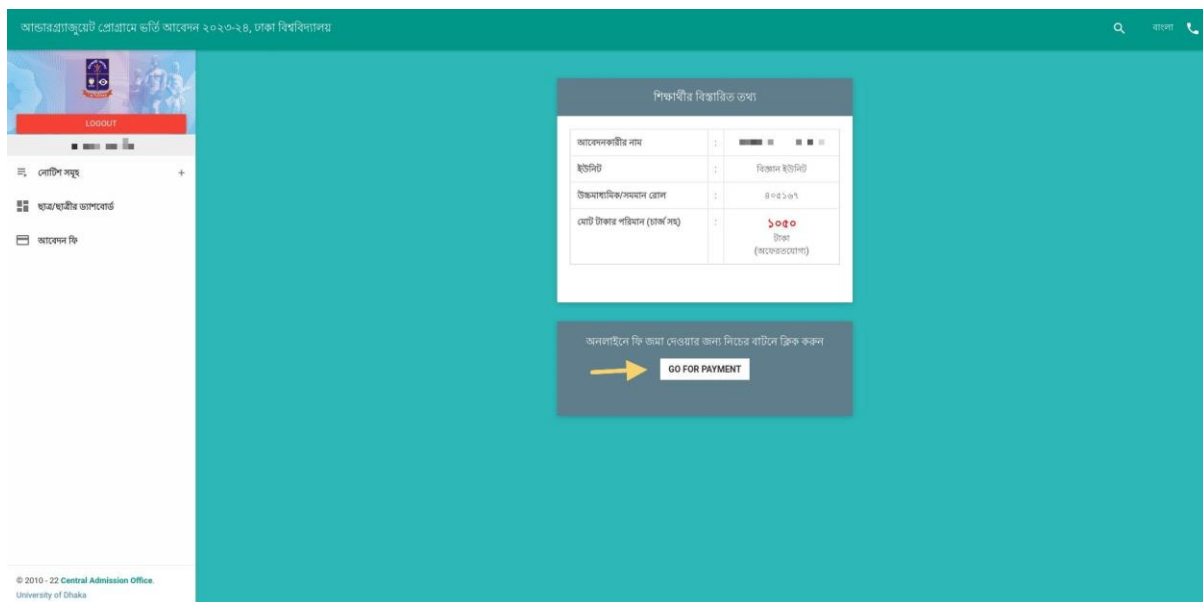 আন্ডারগ্র্যাজুয়েট প্রোগ্রামে ভর্তি আবেদন ২০২৩-২৪, ঢাকা বিশ্ববিদ্যালয়
বাংলা
LOGOUT
নোটিশ সমূহ +
ছাত্র/ছাত্রীর ড্যাশবোর্ড
আবেদন ফি
শিক্ষার্থীর বিস্তারিত তথ্য
আবেদনকারীর নাম :
ইউনিট : বিজ্ঞান ইউনিট
উচ্চমাধ্যমিক/সমমান রোল : ৪০৫১৬৭
মোট টাকার পরিমান (চার্জ সহ) : ১০৫০
টাকা
(অফেরতযোগ্য)
অনলাইনে ফি জমা দেওয়ার জন্য নিচের বাটনে ক্লিক করুন
GO FOR PAYMENT
© 2010 - 22 Central Admission Office.
University of Dhaka